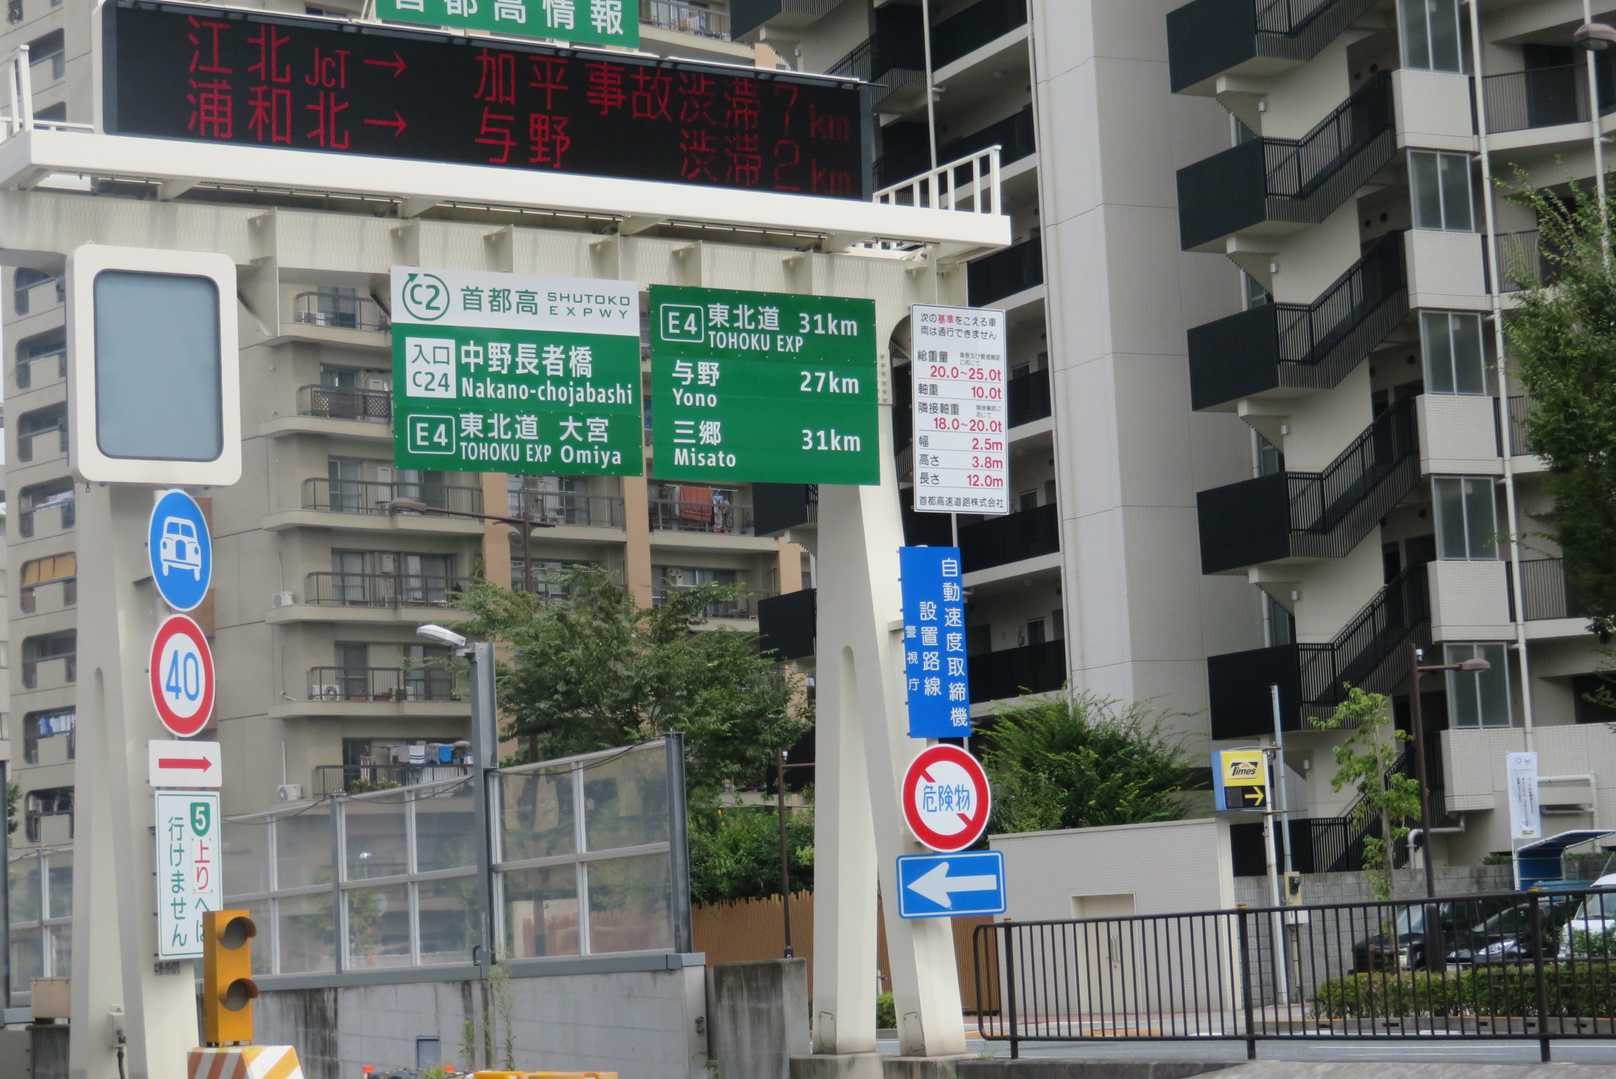 首都高情報
江北JCT→ 加平事故渋滞7km
浦和北→ 与野 渋滞2km
C2 首都高 SHUTOKO EXPWY
入口 C24 中野長者橋
Nakano-chojabashi
E4 東北道 大宮
TOHOKU EXP Omiya
E4 東北道 31km
TOHOKU EXP
与野 27km
Yono
三郷 31km
Misato
次の基準をこえる車
両は通行できません
総重量
20.0~25.0t
軸重 10.0t
隣接軸重
18.0~20.0t
幅 2.5m
高さ 3.8m
長さ 12.0m
首都高速道路株式会社
40
5上りへは
行けません
自動速度取締機
設置路線
警視庁
危険物
Times